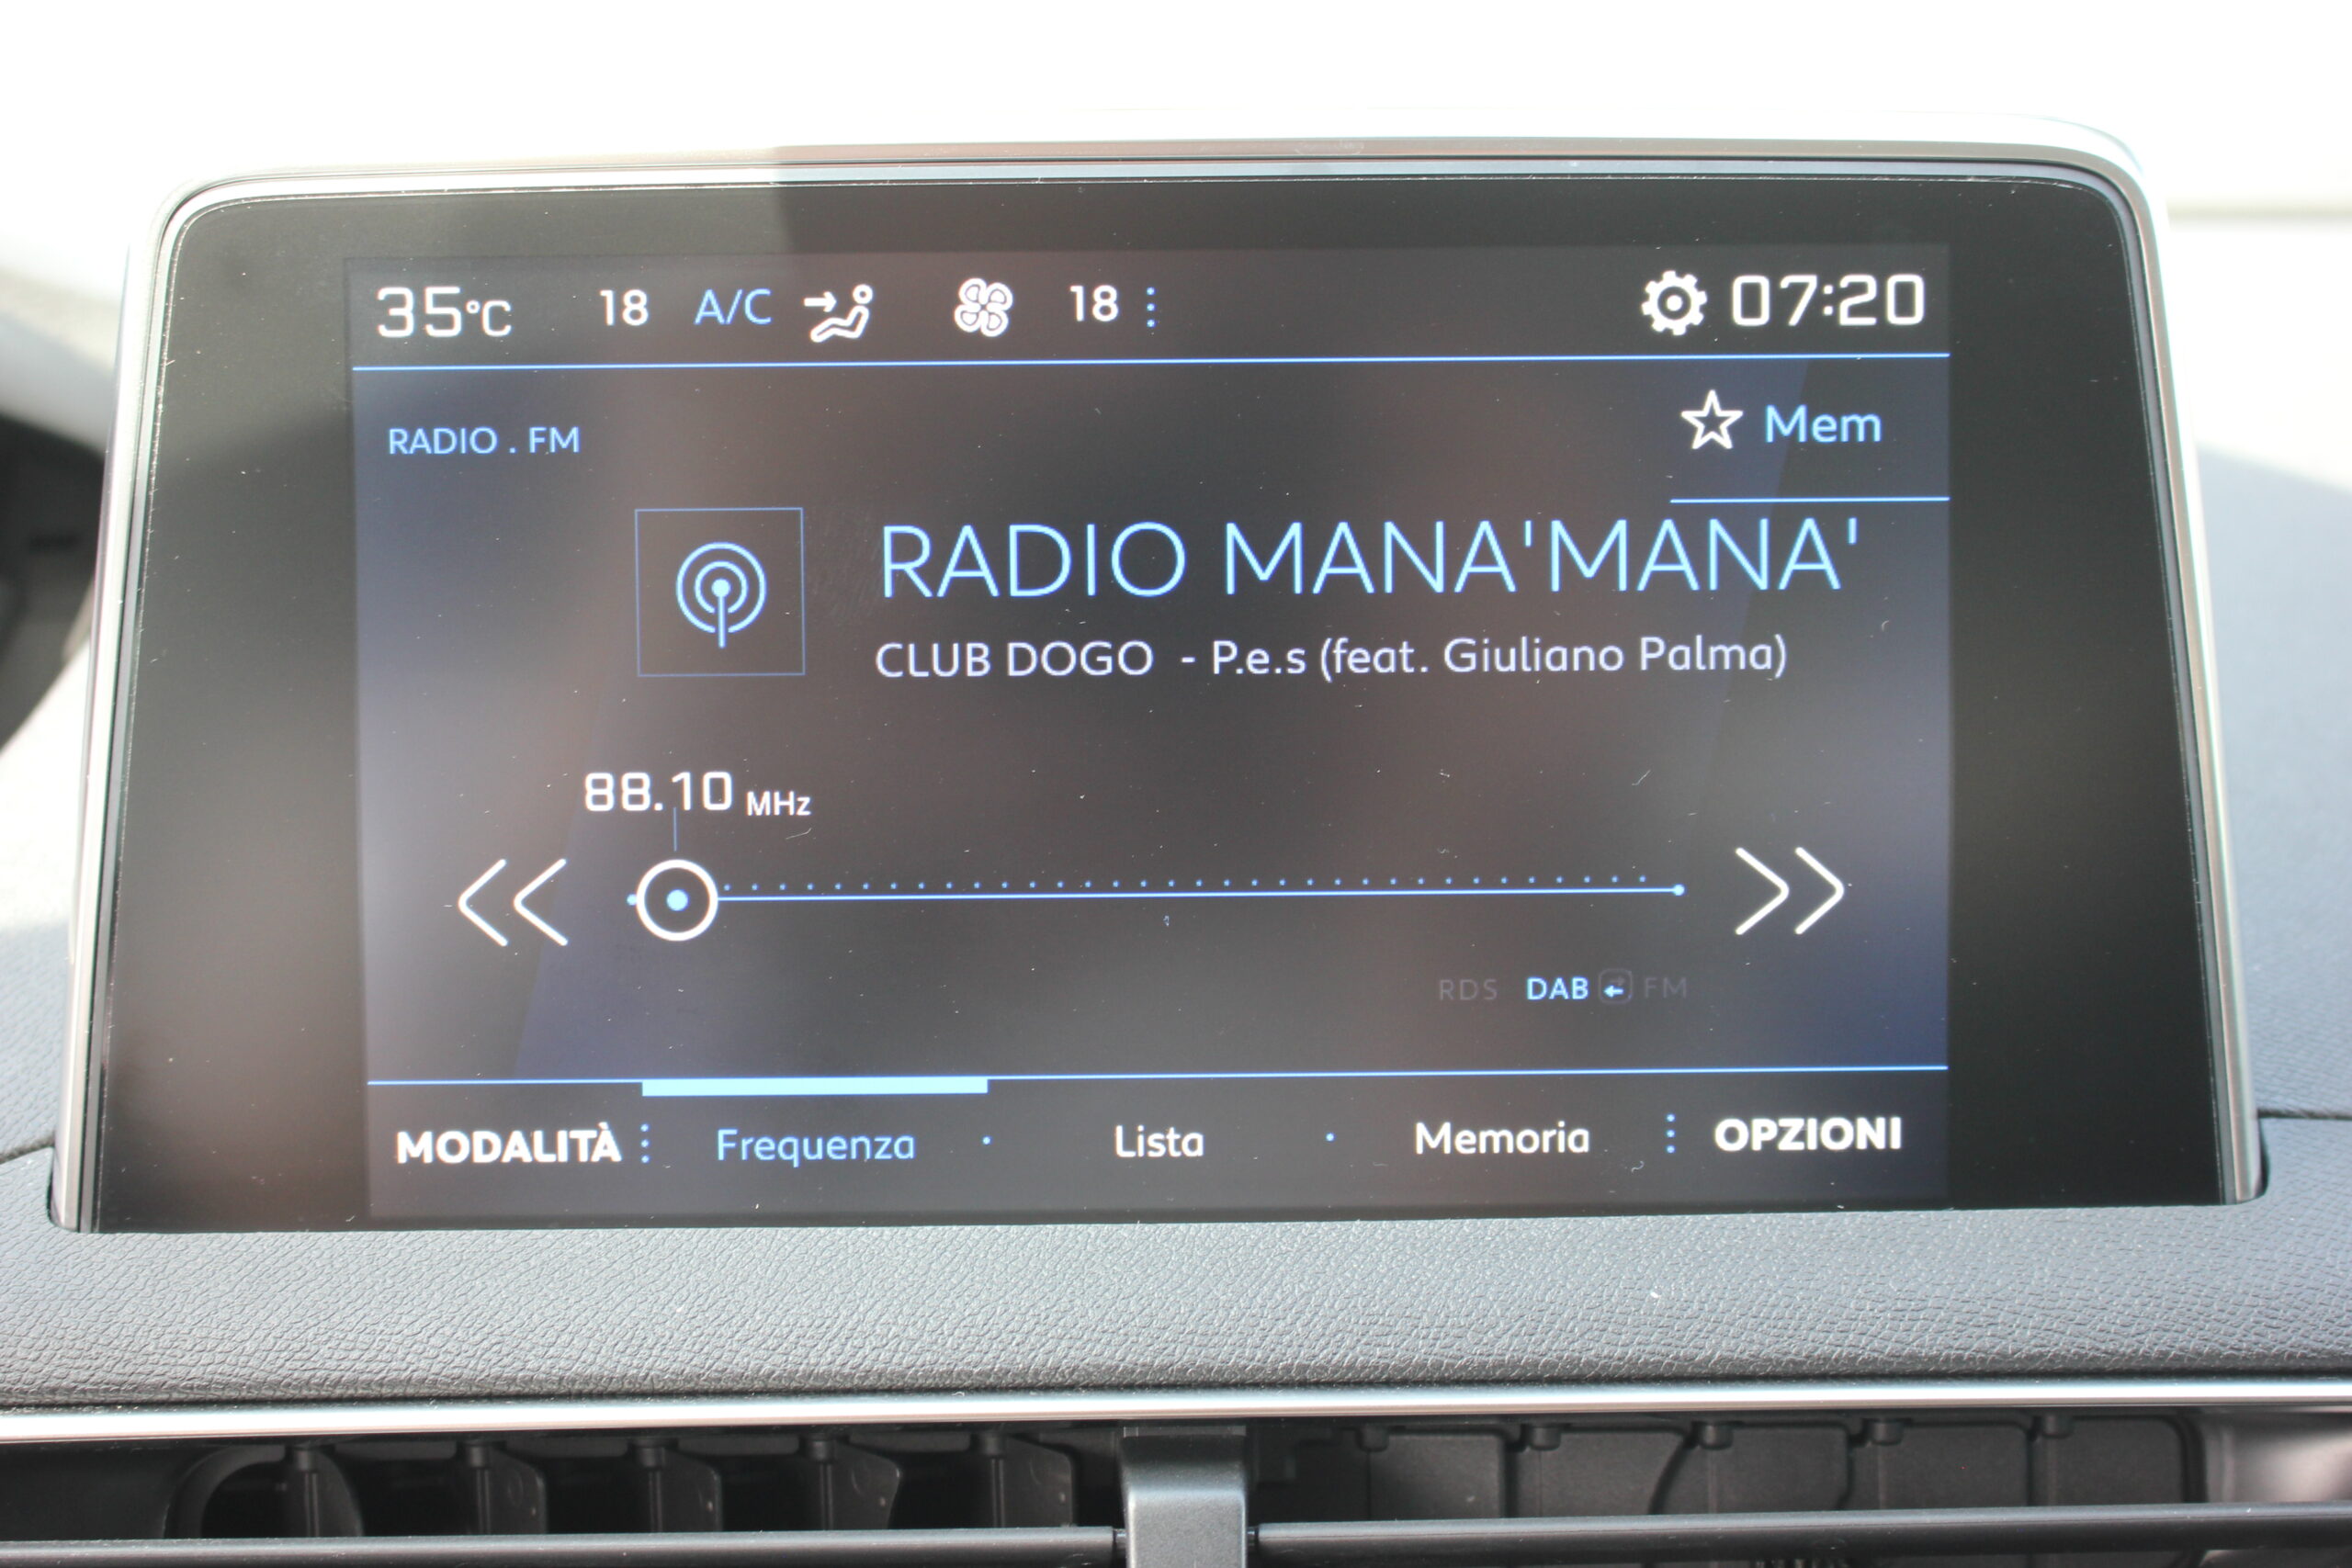 35°C 18 A/C 18 07:20
Mem
RADIO . FM
RADIO MANA'MANA'
CLUB DOGO - P.e.s (feat. Giuliano Palma)
88.10 MHz
RDS DAB FM
MODALITÀ Frequenza Lista Memoria OPZIONI